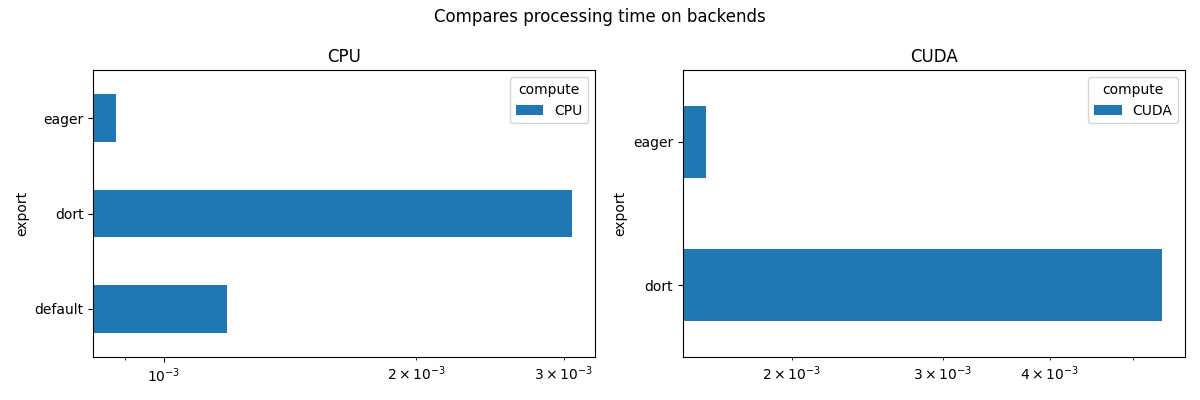 Compares processing time on backends
CPU
compute
CPU
eager
dort
default
export
10⁻³
2 × 10⁻³
3 × 10⁻³
CUDA
compute
CUDA
eager
dort
export
2 × 10⁻³
3 × 10⁻³
4 × 10⁻³